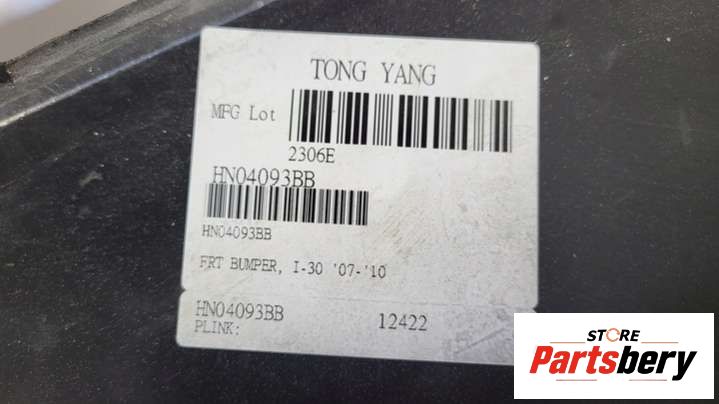 TONG YANG
MFG Lot
2306E
HN04093BB
HN04093BB
FRT BUMPER, I-30 '07-'10
HN04093BB 12422
PLINK:
STORE
Partsbery